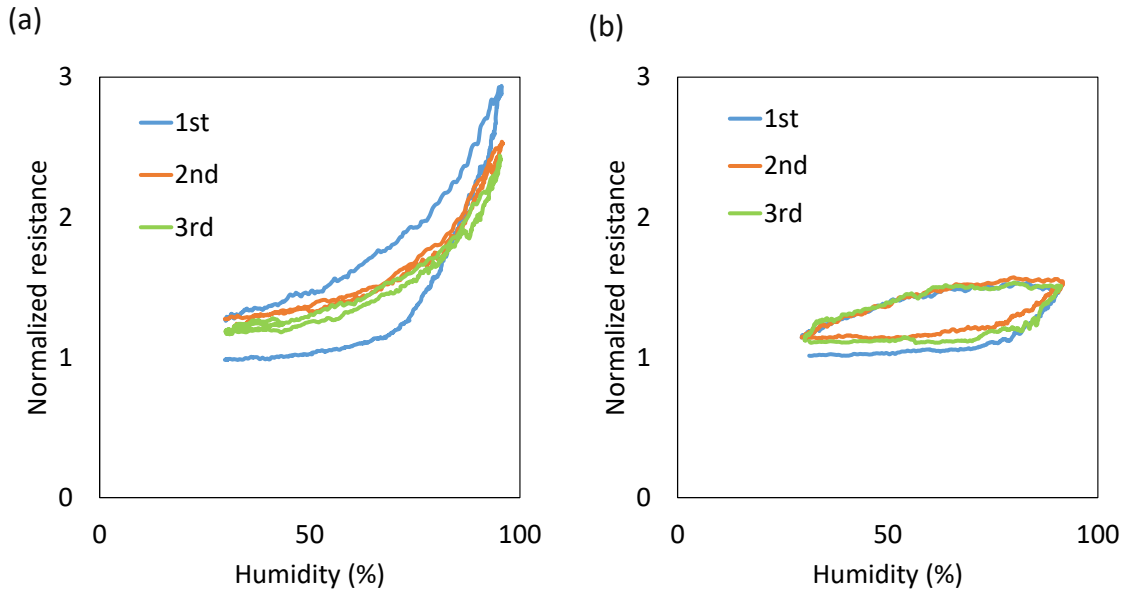 (a)
3
2
1
0
0
50
100
Normalized resistance
Humidity (%)
1st
2nd
3rd
(b)
3
2
1
0
0
50
100
Normalized resistance
Humidity (%)
1st
2nd
3rd